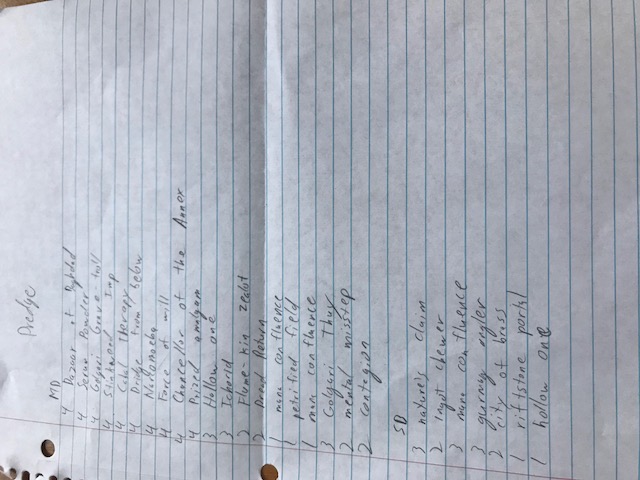 Dredge
MD
4 Bazaar of Baghdad
4 Serum Powder
4 Golgari Grave-troll
4 Stinkweed Imp
4 Cabal Therapy
4 Bridge from below
4 Narcomoeba
4 Force of will
4 Chancellor of the Annex
4 Prized amalgam
3 Hollow one
3 Ichorid
2 Flame-kin zealot
2 Dread Return
1 mana confluence
1 petrified field
1 mana confluence
3 Golgari Thug
2 mental misstep
2 contagion
SB
3 nature's claim
2 Ingot chewer
3 mana confluence
3 gurmag angler
2 city of brass
1 riftstone portal
1 hollow one